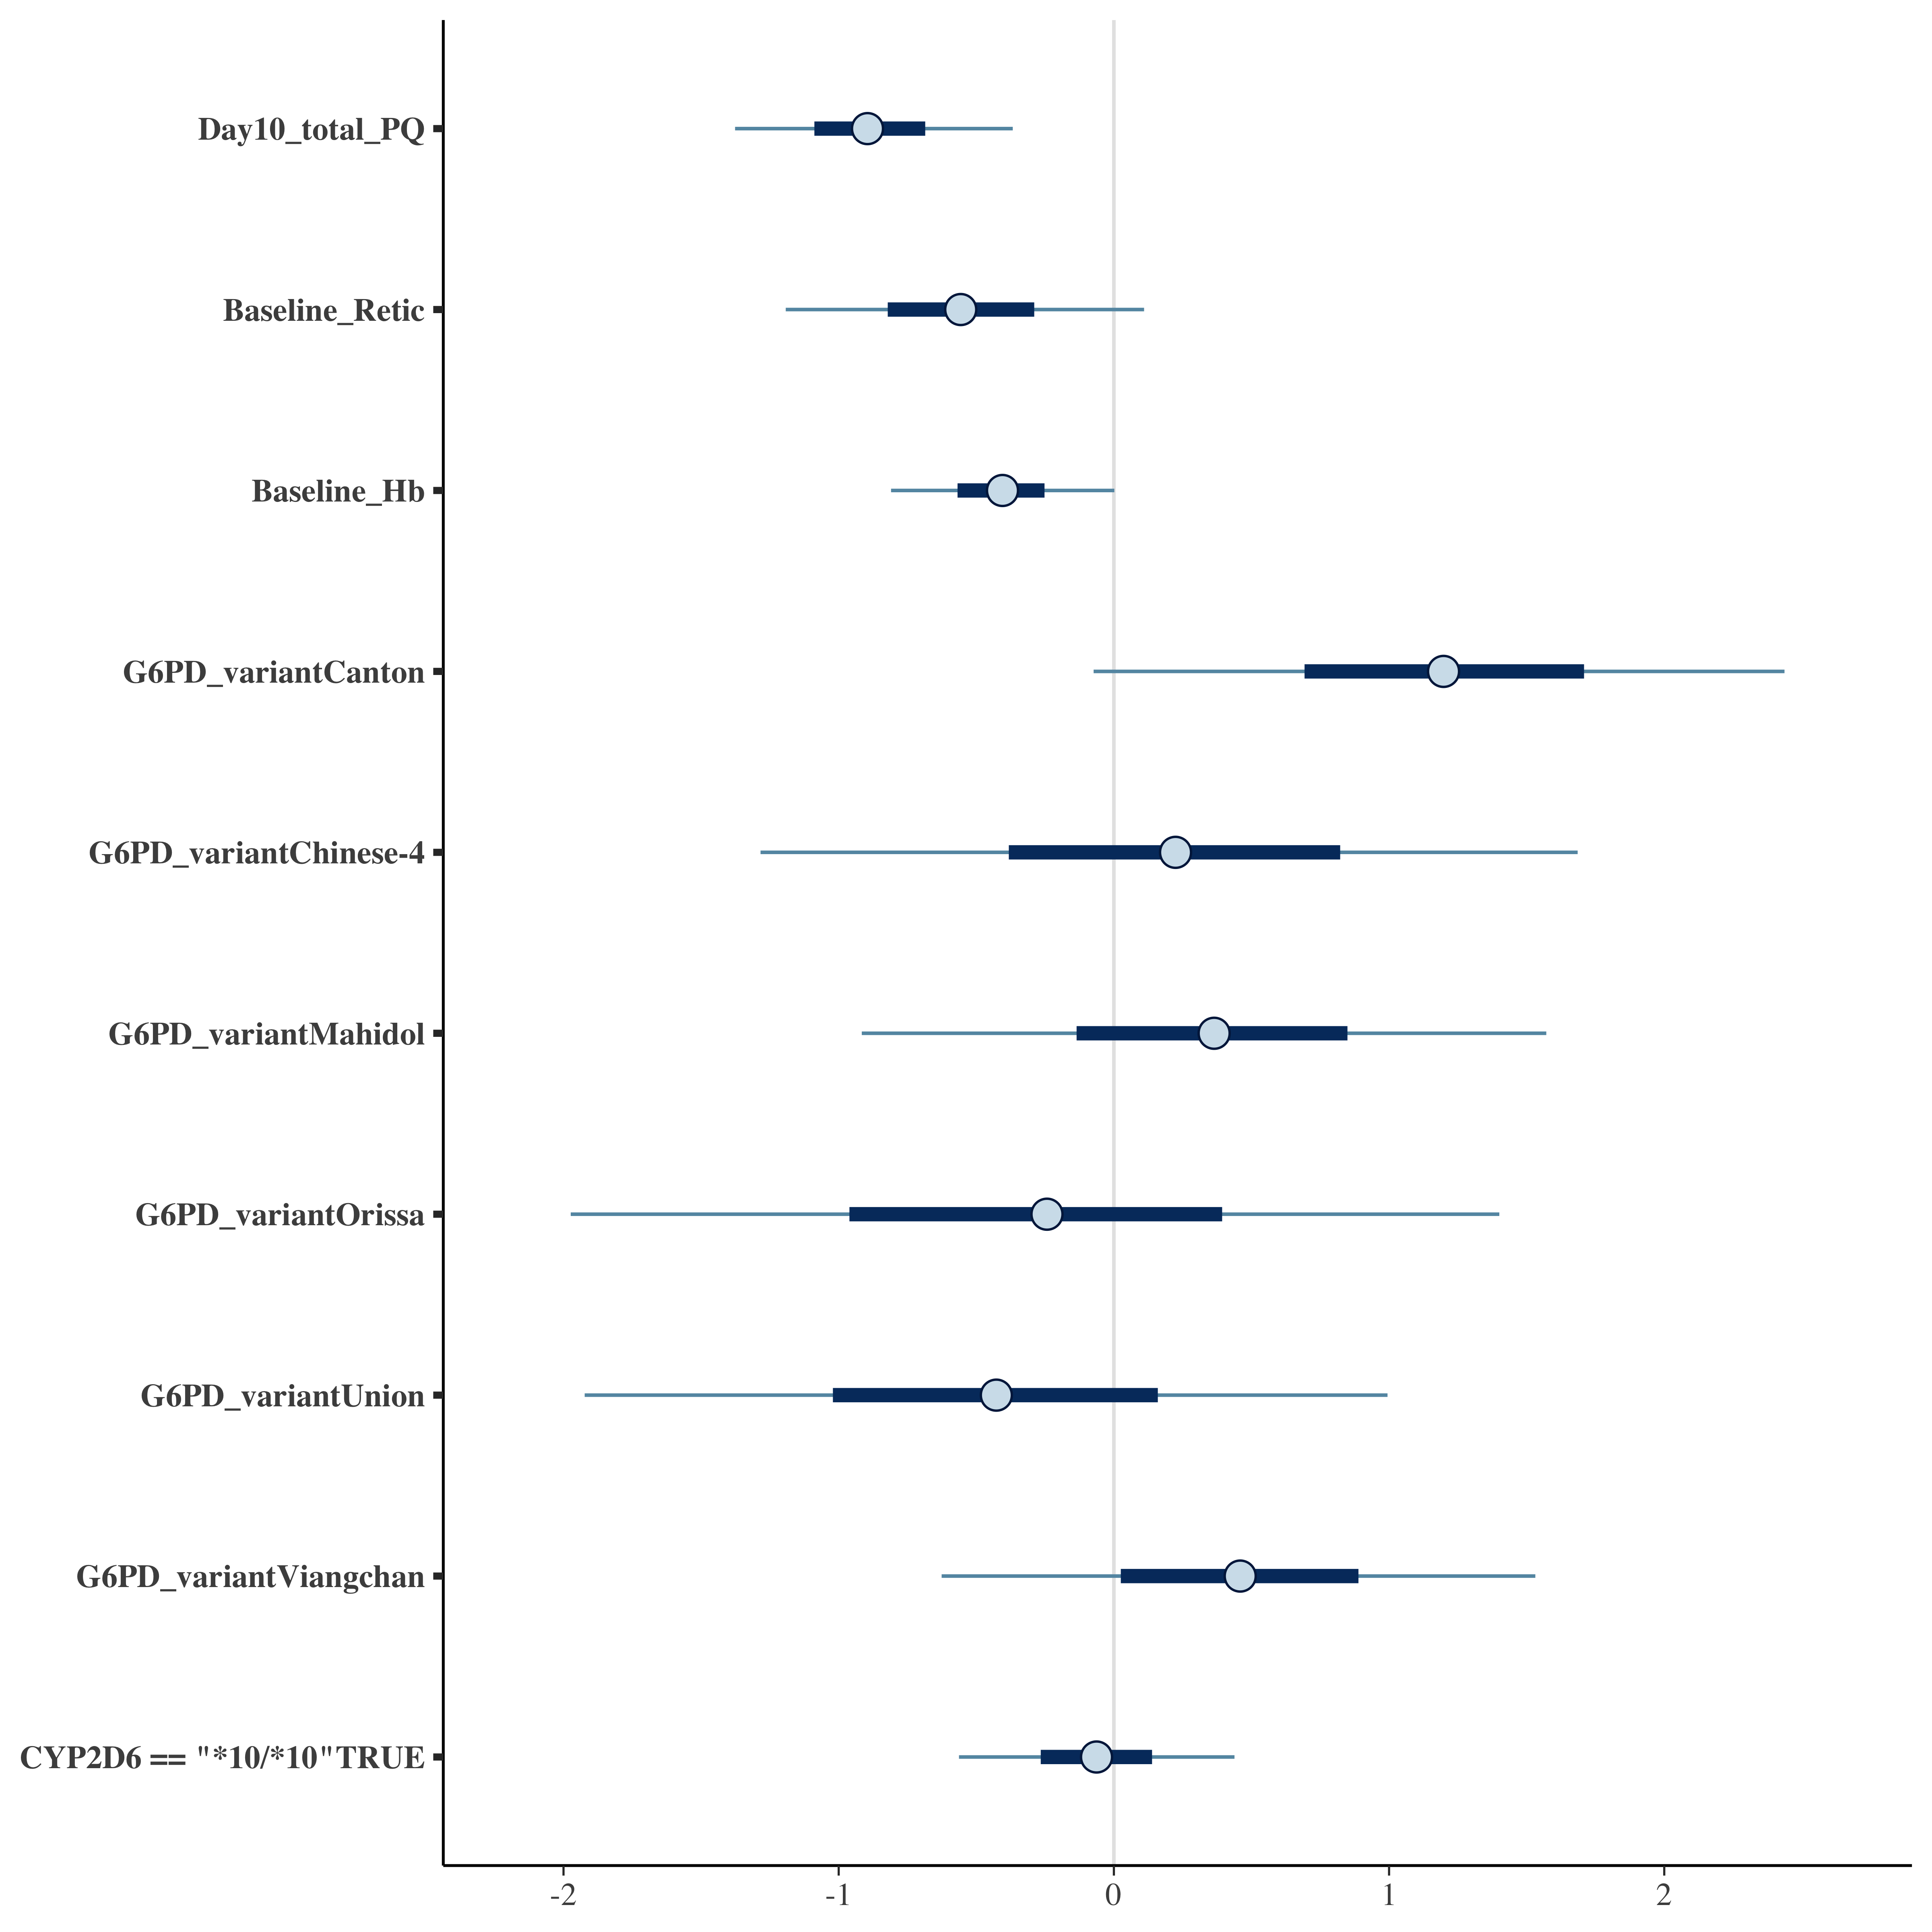 Day10_total_PQ
Baseline_Retic
Baseline_Hb
G6PD_variantCanton
G6PD_variantChinese-4
G6PD_variantMahidol
G6PD_variantOrissa
G6PD_variantUnion
G6PD_variantViangchan
CYP2D6 == "*10/*10"TRUE
-2 -1 0 1 2